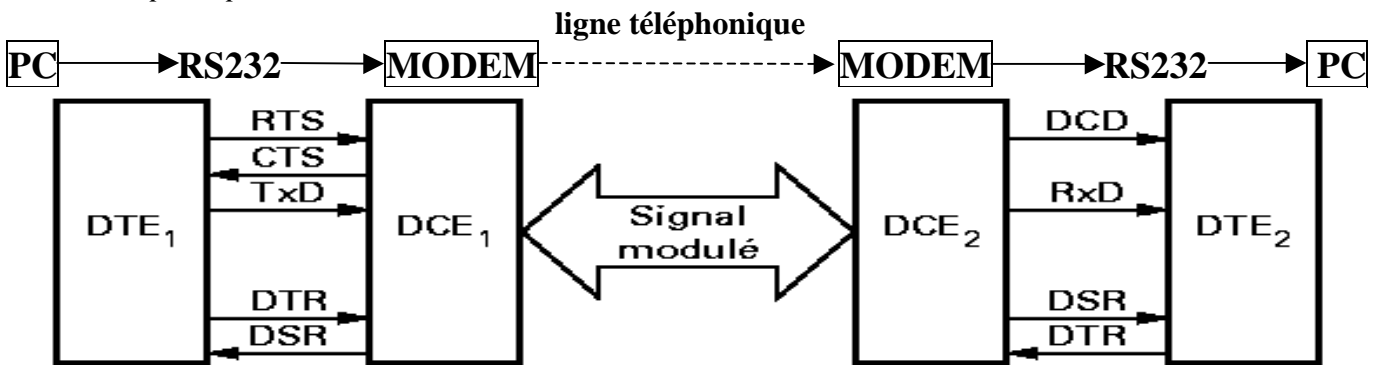 ligne téléphonique
PC RS232 MODEM MODEM RS232 PC
RTS DCD
CTS
TxD RxD
DTE1 DCE1 Signal modulé DCE2 DTE2
DTR DSR
DSR DTR